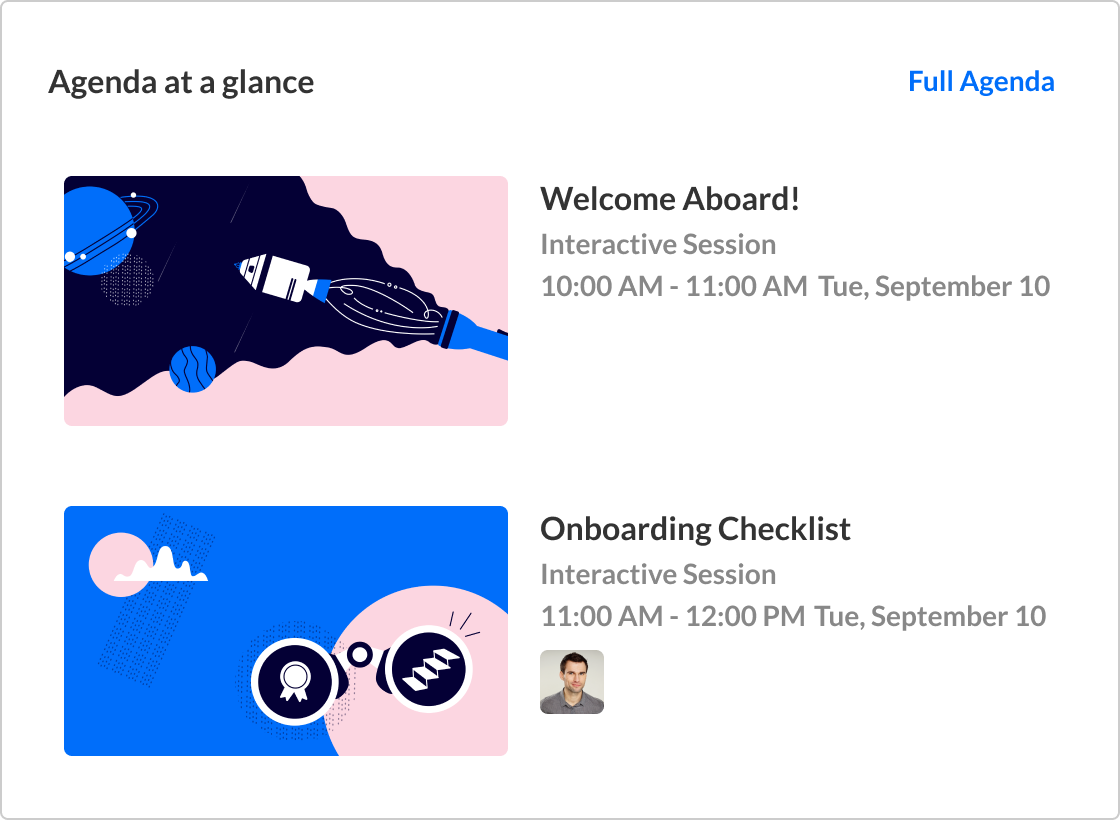 Agenda at a glance
Full Agenda
Welcome Aboard!
Interactive Session
10:00 AM - 11:00 AM Tue, September 10
Onboarding Checklist
Interactive Session
11:00 AM - 12:00 PM Tue, September 10